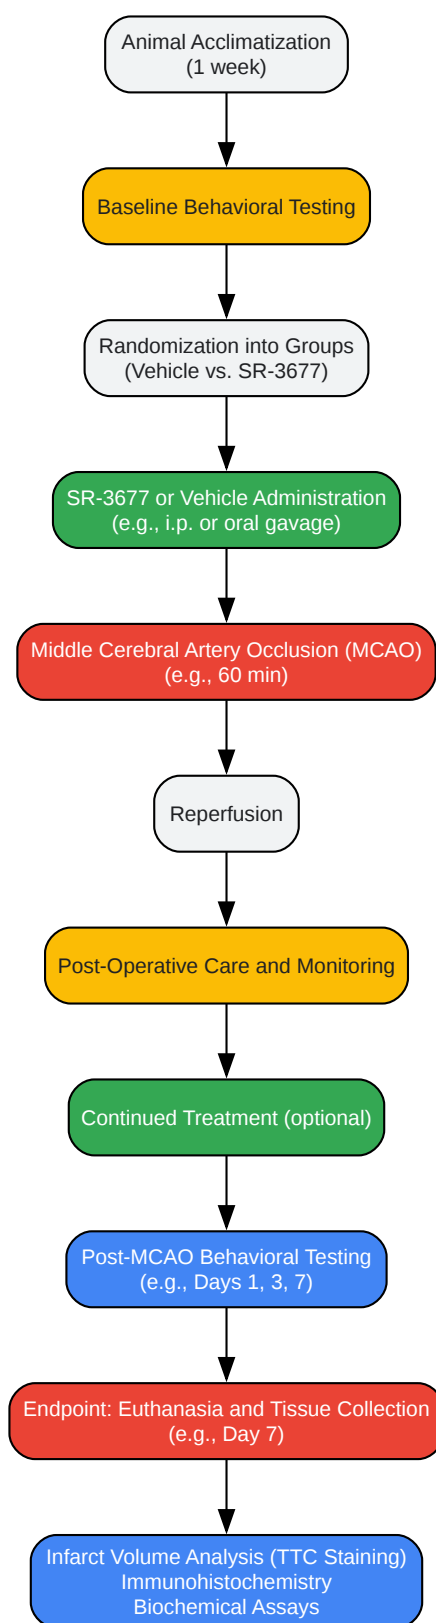 Animal Acclimatization
(1 week)
Baseline Behavioral Testing
Randomization into Groups
(Vehicle vs. SR-3677)
SR-3677 or Vehicle Administration
(e.g., i.p. or oral gavage)
Middle Cerebral Artery Occlusion (MCAO)
(e.g., 60 min)
Reperfusion
Post-Operative Care and Monitoring
Continued Treatment (optional)
Post-MCAO Behavioral Testing
(e.g., Days 1, 3, 7)
Endpoint: Euthanasia and Tissue Collection
(e.g., Day 7)
Infarct Volume Analysis (TTC Staining)
Immunohistochemistry
Biochemical Assays